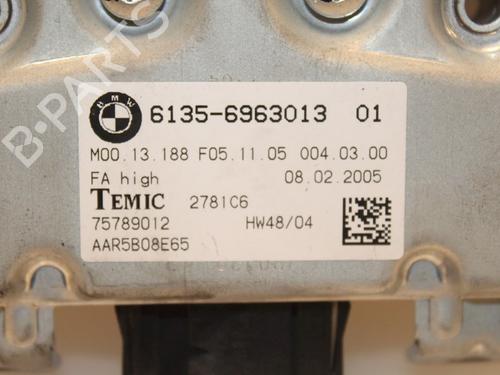 BMW
6135-6963013 01
M00.13.188 F05.11.05 004.03.00
FA high 08.02.2005
TEMIC 2781C6
75789012 HW48/04
AAR5B08E65
B-PARTS